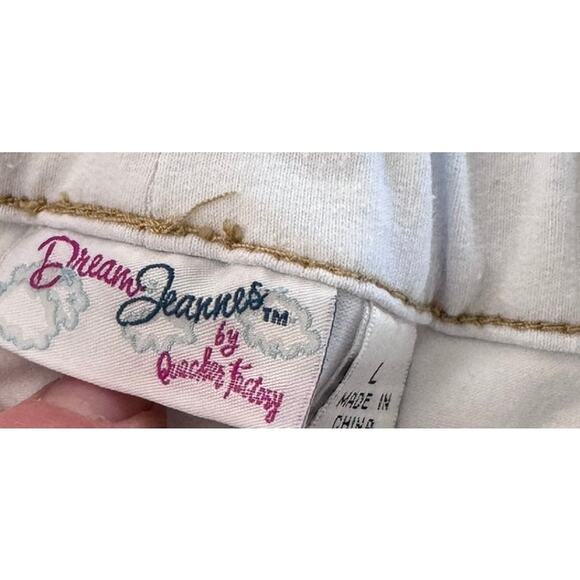 Dream Jeannes™
by
Quacker Factory
L
MADE IN
CHINA